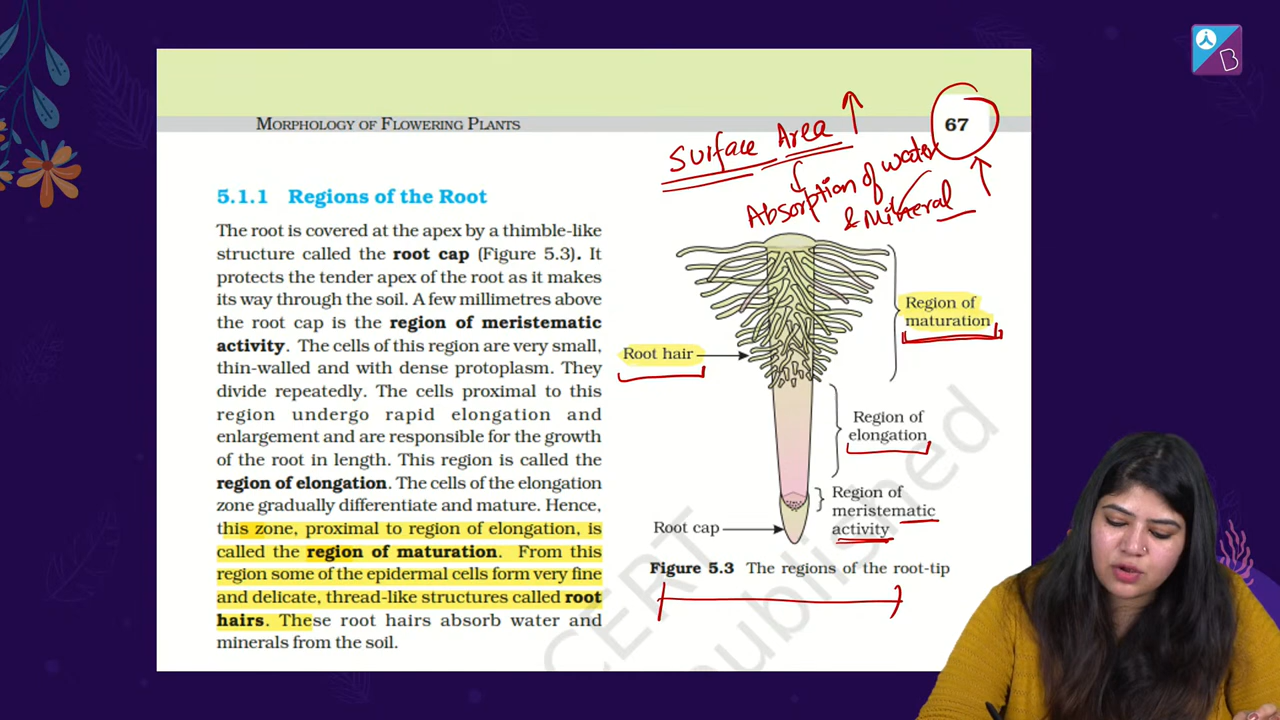 MORPHOLOGY OF FLOWERING PLANTS
67
Surface Area ↑
Absorption of water
& Mineral ↑
5.1.1 Regions of the Root
The root is covered at the apex by a thimble-like
structure called the root cap (Figure 5.3). It
protects the tender apex of the root as it makes
its way through the soil. A few millimetres above
the root cap is the region of meristematic
activity. The cells of this region are very small,
thin-walled and with dense protoplasm. They
divide repeatedly. The cells proximal to this
region undergo rapid elongation and
enlargement and are responsible for the growth
of the root in length. This region is called the
region of elongation. The cells of the elongation
zone gradually differentiate and mature. Hence,
this zone, proximal to region of elongation, is
called the region of maturation. From this
region some of the epidermal cells form very fine
and delicate, thread-like structures called root
hairs. These root hairs absorb water and
minerals from the soil.
Region of
maturation
Root hair
Region of
elongation
Region of
meristematic
activity
Root cap
Figure 5.3 The regions of the root-tip
published
B